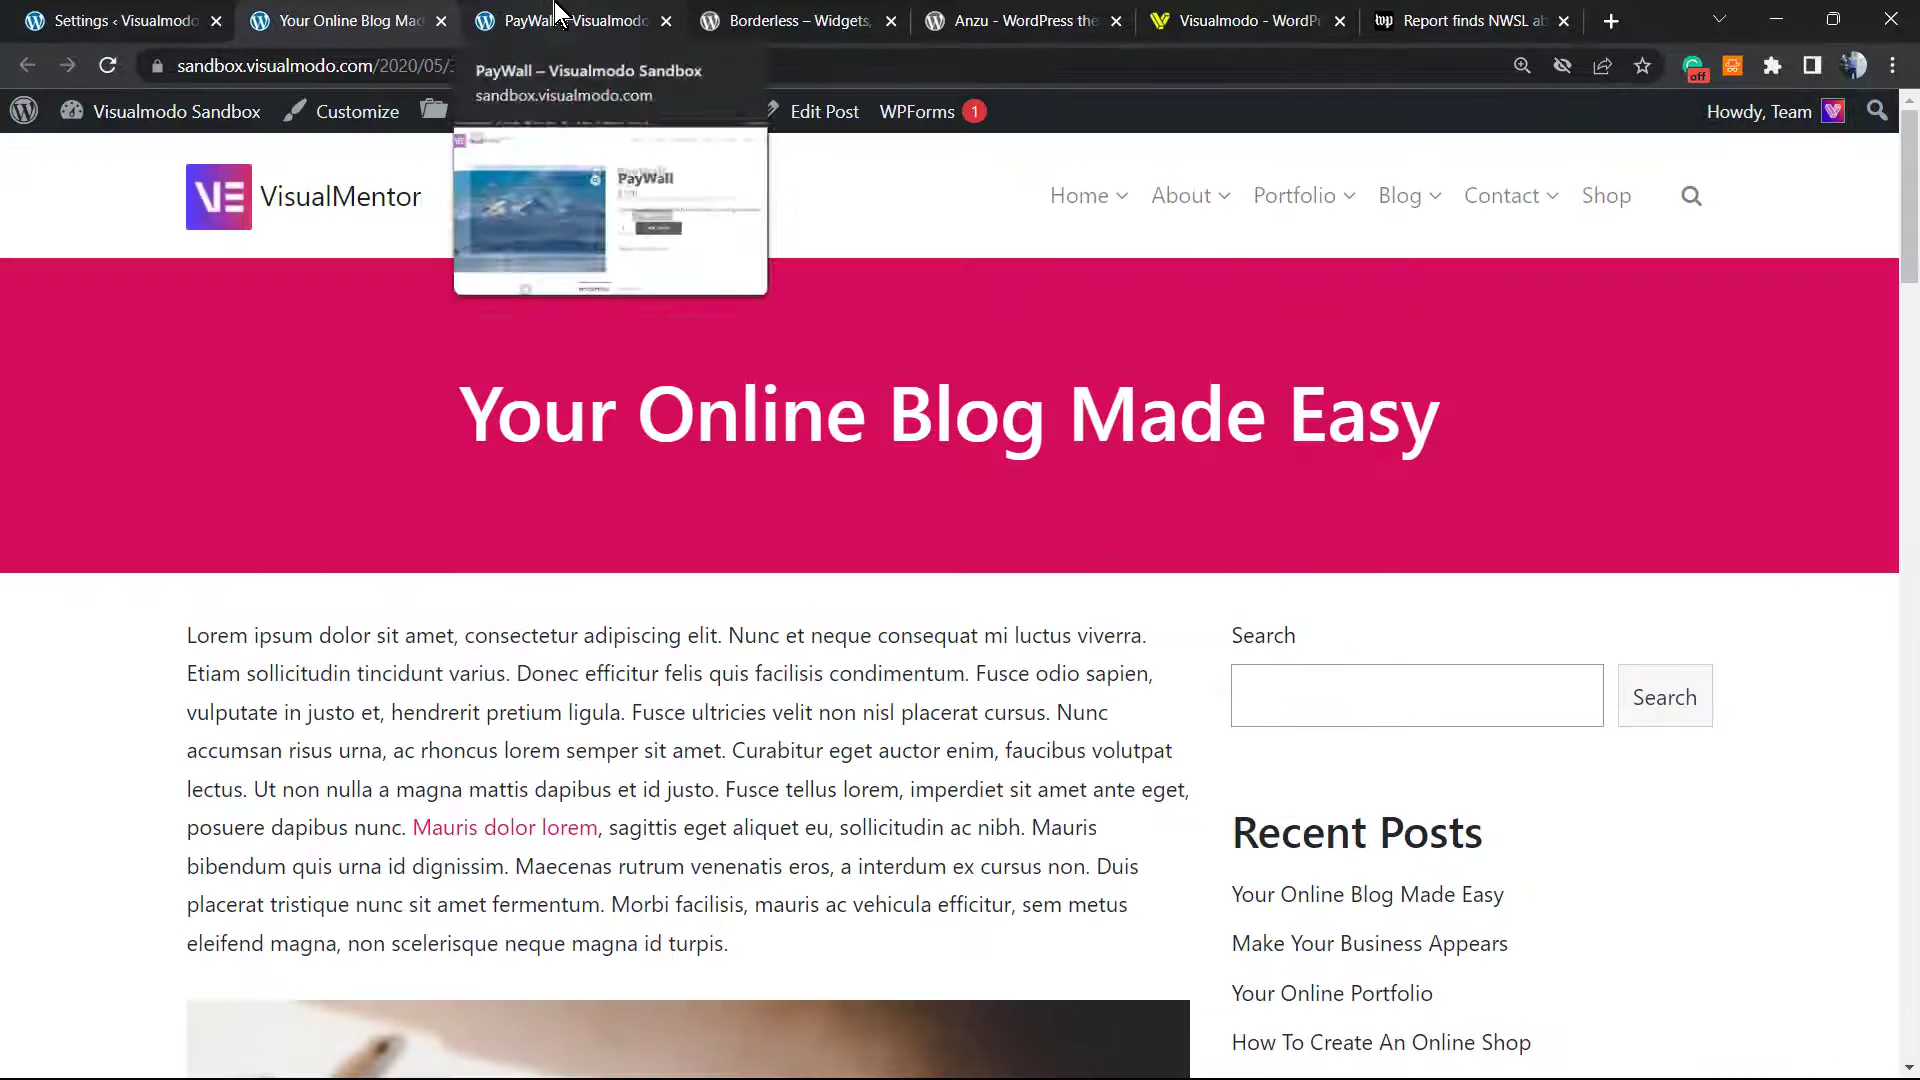 Settings ‹ Visualmodo
Your Online Blog Mad
PayWall – Visualmodo
Borderless – Widgets,
Anzu - WordPress the
Visualmodo - WordPr
wp
Report finds NWSL ab
sandbox.visualmodo.com/2020/05/
PayWall – Visualmodo Sandbox
sandbox.visualmodo.com
off
Visualmodo Sandbox
Customize
Edit Post
WPForms 1
Howdy, Team
PayWall
VE VisualMentor
Home
About
Portfolio
Blog
Contact
Shop
Your Online Blog Made Easy
Lorem ipsum dolor sit amet, consectetur adipiscing elit. Nunc et neque consequat mi luctus viverra.
Etiam sollicitudin tincidunt varius. Donec efficitur felis quis facilisis condimentum. Fusce odio sapien,
vulputate in justo et, hendrerit pretium ligula. Fusce ultricies velit non nisl placerat cursus. Nunc
accumsan risus urna, ac rhoncus lorem semper sit amet. Curabitur eget auctor enim, faucibus volutpat
lectus. Ut non nulla a magna mattis dapibus et id justo. Fusce tellus lorem, imperdiet sit amet ante eget,
posuere dapibus nunc. Mauris dolor lorem, sagittis eget aliquet eu, sollicitudin ac nibh. Mauris
bibendum quis urna id dignissim. Maecenas rutrum venenatis eros, a interdum ex cursus non. Duis
placerat tristique nunc sit amet fermentum. Morbi facilisis, mauris ac vehicula efficitur, sem metus
eleifend magna, non scelerisque neque magna id turpis.
Search
Search
Recent Posts
Your Online Blog Made Easy
Make Your Business Appears
Your Online Portfolio
How To Create An Online Shop